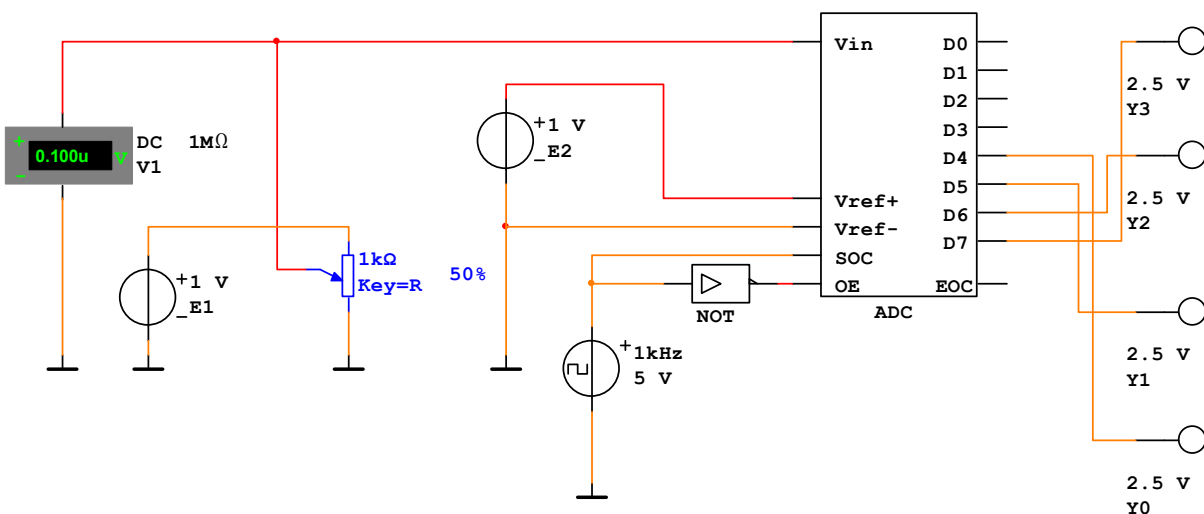 Vin
D0
D1
D2
D3
D4
D5
D6
D7
Vref+
Vref-
SOC
OE
EOC
ADC
+
0.100u V
−
DC 1MΩ
V1
+1 V
_E2
+1 V
_E1
1kΩ
Key=R
50%
NOT
+1kHz
5 V
2.5 V
Y3
2.5 V
Y2
2.5 V
Y1
2.5 V
Y0